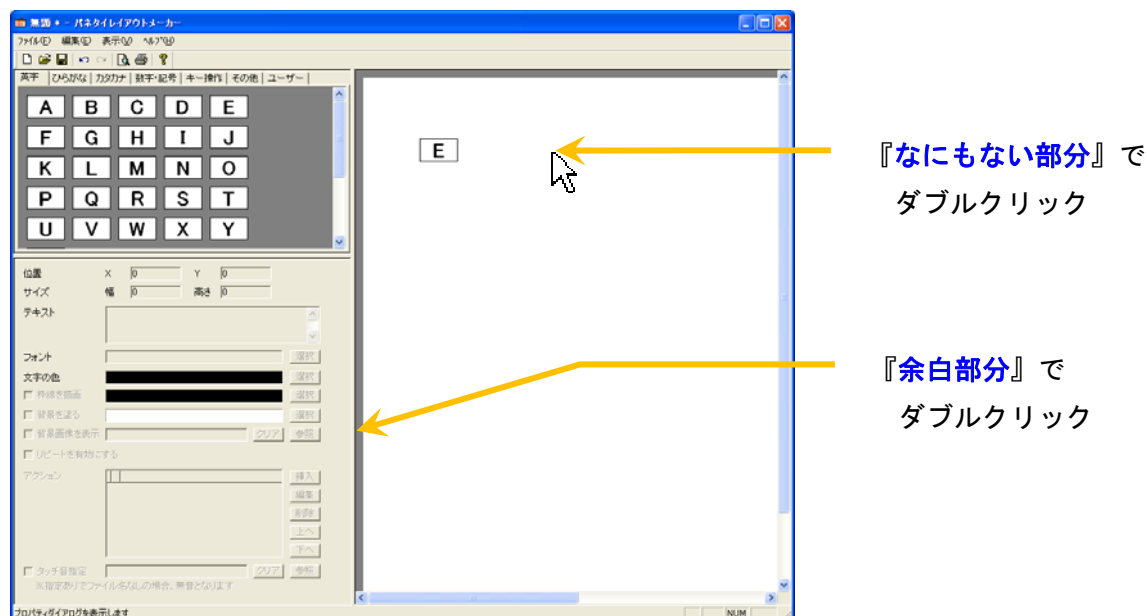 無題 * - パネタイレイアウトメーカー
ファイル(F) 編集(E) 表示(V) ヘルプ(H)
英字 ひらがな カタカナ 数字・記号 キー操作 その他 ユーザー
A B C D E
F G H I J
K L M N O
P Q R S T
U V W X Y
E
『なにもない部分』で
ダブルクリック
位置 X 0 Y 0
サイズ 幅 0 高さ 0
テキスト
フォント 選択
文字の色 選択
枠線を描画 選択
背景を塗る 選択
背景画像を表示 クリア 参照
リピートを有効にする
アクション 挿入
編集
削除
上へ
下へ
タッチ音指定 クリア 参照
※指定ありでファイル名なしの場合、無音となります
『余白部分』で
ダブルクリック
プロパティダイアログを表示します NUM